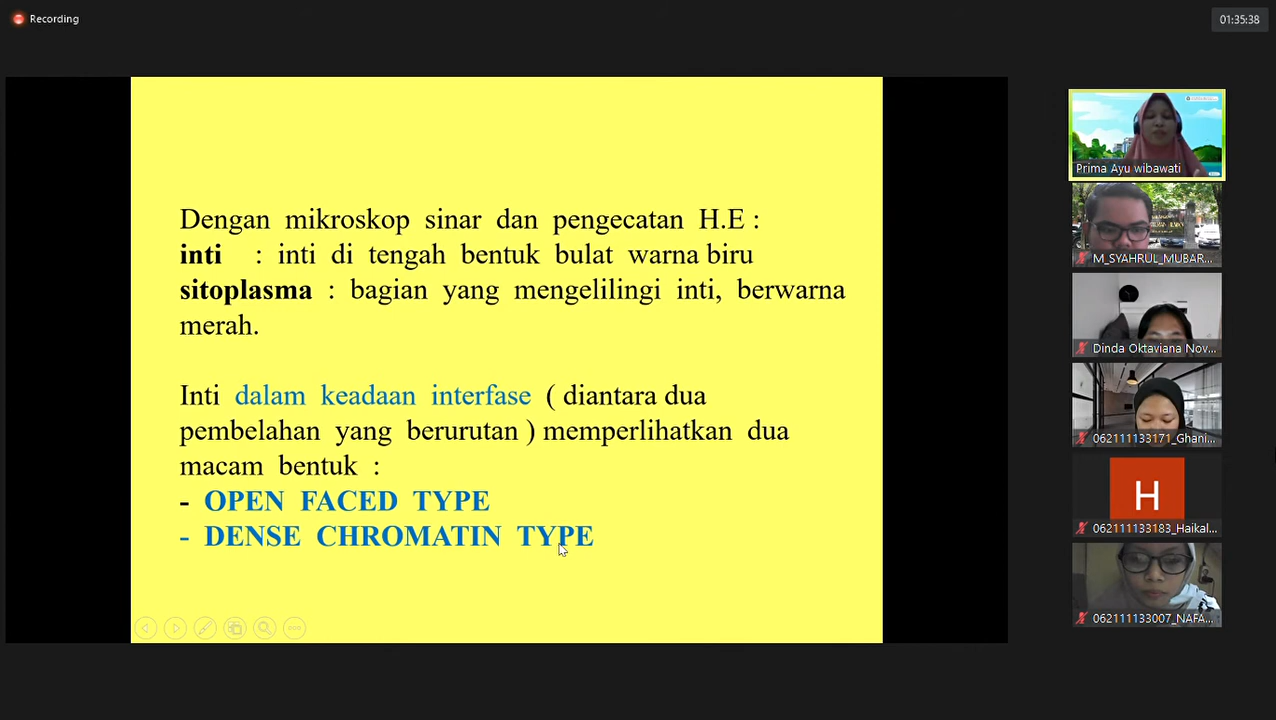 Recording
01:35:38
Dengan mikroskop sinar dan pengecatan H.E :
inti : inti di tengah bentuk bulat warna biru
sitoplasma : bagian yang mengelilingi inti, berwarna
merah.
Inti dalam keadaan interfase ( diantara dua
pembelahan yang berurutan ) memperlihatkan dua
macam bentuk :
- OPEN FACED TYPE
- DENSE CHROMATIN TYPE
Prima Ayu wibawati
M_SYAHRUL_MUBAR...
Dinda Oktaviana Nov...
062111133171_Ghani...
H
062111133183_Haikal...
062111133007_NAFA...